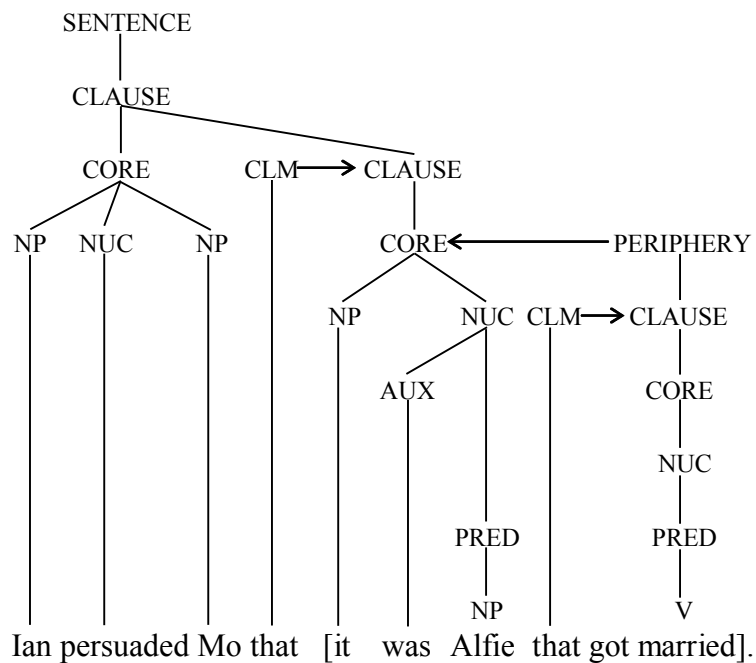 SENTENCE
CLAUSE
CORE CLM CLAUSE
NP NUC NP CORE PERIPHERY
NP NUC CLM CLAUSE
AUX CORE
NUC
PRED PRED
NP V
Ian persuaded Mo that [it was Alfie that got married].